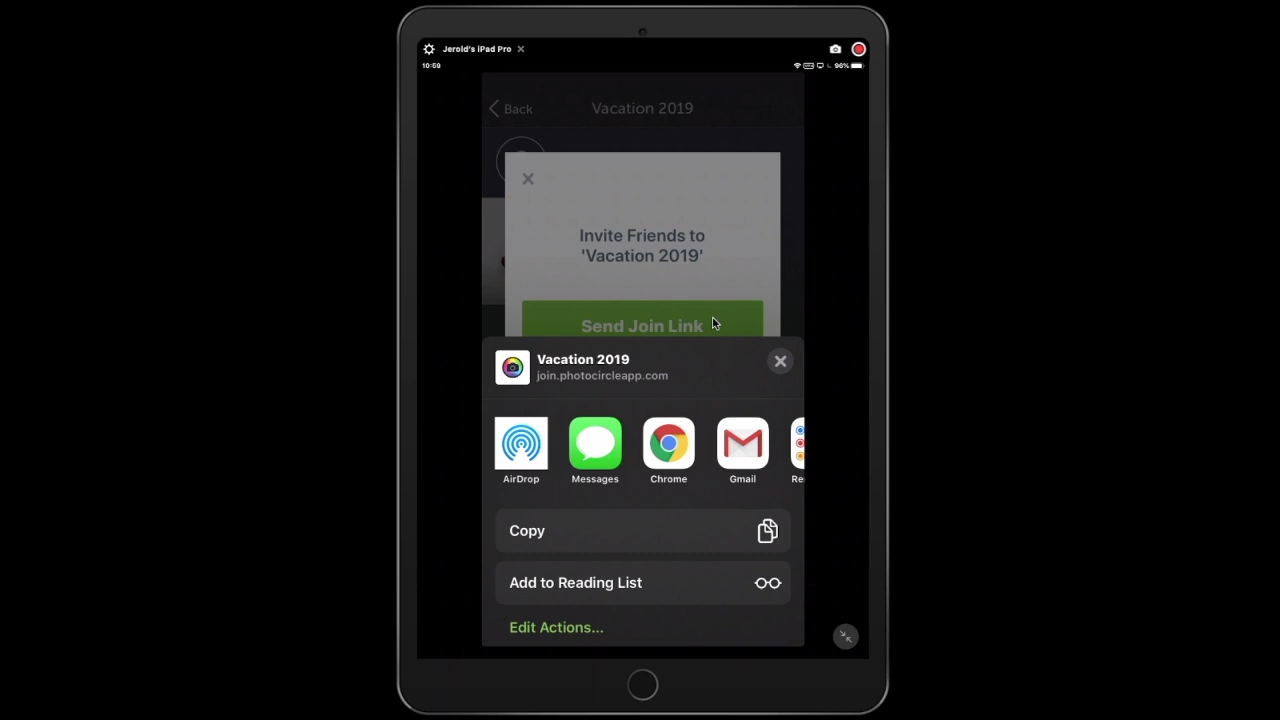 Jerold's iPad Pro
10:59
96%
Back
Vacation 2019
Invite Friends to
'Vacation 2019'
Send Join Link
Vacation 2019
join.photocircleapp.com
AirDrop
Messages
Chrome
Gmail
Re
Copy
Add to Reading List
Edit Actions...